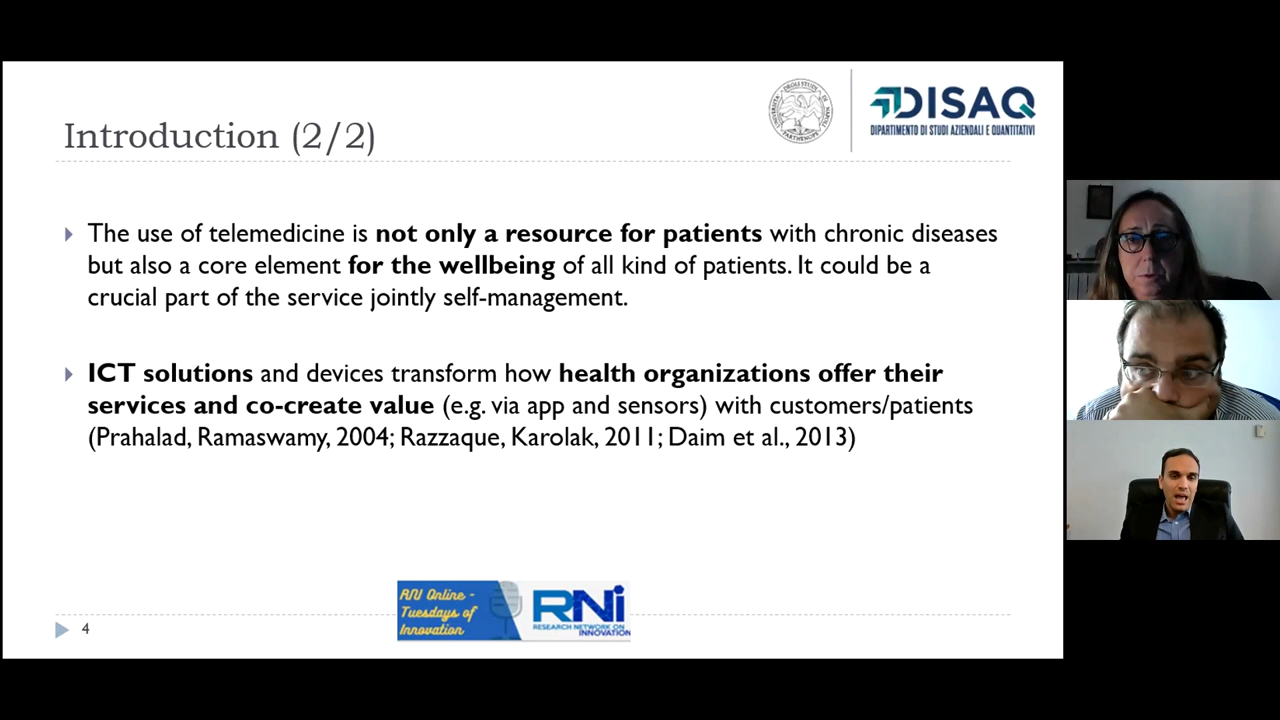 Introduction (2/2)
DISAQ
DIPARTIMENTO DI STUDI AZIENDALI E QUANTITATIVI
The use of telemedicine is not only a resource for patients with chronic diseases
but also a core element for the wellbeing of all kind of patients. It could be a
crucial part of the service jointly self-management.
ICT solutions and devices transform how health organizations offer their
services and co-create value (e.g. via app and sensors) with customers/patients
(Prahalad, Ramaswamy, 2004; Razzaque, Karolak, 2011; Daim et al., 2013)
4
RNI Online -
Tuesdays of
Innovation
RNi
RESEARCH NETWORK ON
INNOVATION